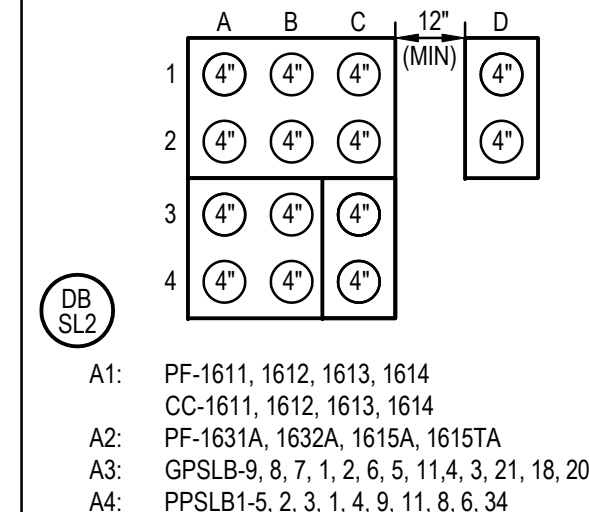 A B C 12" D
(MIN)
1 4" 4" 4" 4"
2 4" 4" 4" 4"
3 4" 4" 4"
4 4" 4" 4"
DB
SL2
A1: PF-1611, 1612, 1613, 1614
CC-1611, 1612, 1613, 1614
A2: PF-1631A, 1632A, 1615A, 1615TA
A3: GPSLB-9, 8, 7, 1, 2, 6, 5, 11,4, 3, 21, 18, 20
A4: PPSLB1-5, 2, 3, 1, 4, 9, 11, 8, 6, 34